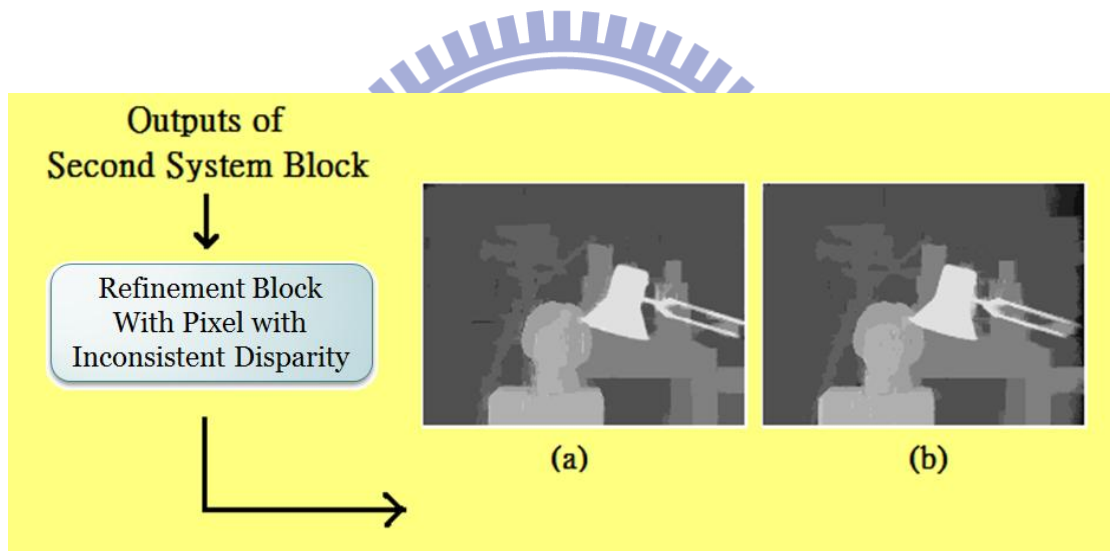 Outputs of
Second System Block
Refinement Block
With Pixel with
Inconsistent Disparity
(a)
(b)